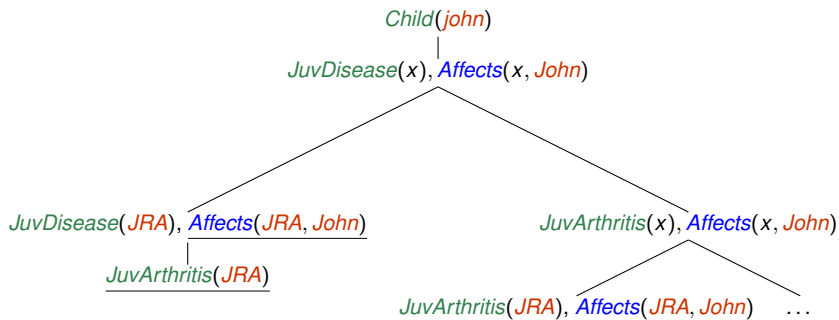 Child(john)
JuvDisease(x), Affects(x, John)
JuvDisease(JRA), Affects(JRA, John)
JuvArthritis(x), Affects(x, John)
JuvArthritis(JRA)
JuvArthritis(JRA), Affects(JRA, John)
...